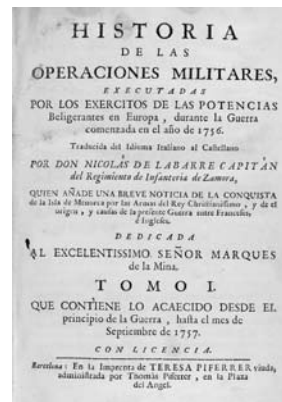 HISTORIA
DE LAS
OPERACIONES MILITARES,
EXECUTADAS
POR LOS EXERCITOS DE LAS POTENCIAS
Beligerantes en Europa, durante la Guerra
comenzada en el año de 1756.
Traducida del Idioma Italiano al Castellano
POR DON NICOLÁS DE LABARRE CAPITÁN
del Regimiento de Infanteria de Zamora,
QUIEN AÑADE UNA BREVE NOTICIA DE LA CONQUISTA
de la Isla de Menorca por las Armas del Rey Christianissimo, y de el
origen, y causas de la presente Guerra entre Franceses,
é Ingleses.
DEDICADA
AL EXCELENTISSIMO SEÑOR MARQUES
de la Mina.
TOMO I.
QUE CONTIENE LO ACAECIDO DESDE EL
principio de la Guerra, hasta el mes de
Septiembre de 1757.
CON LICENCIA.
Barcelona: En la Imprenta de TERESA PIFERRER viuda,
administrada por Thomàs Piferrer, en la Plaza
del Angel.